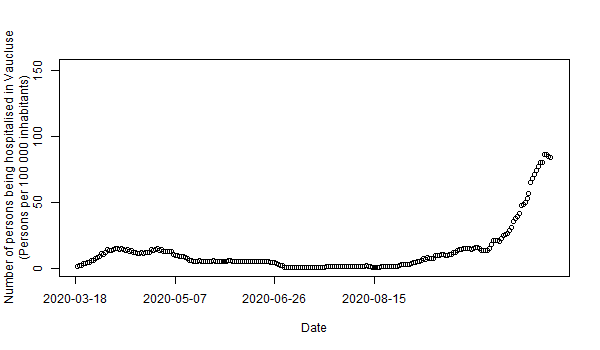 Number of persons being hospitalised in Vaucluse
(Persons per 100 000 inhabitants)
150
100
50
0
2020-03-18 2020-05-07 2020-06-26 2020-08-15
Date